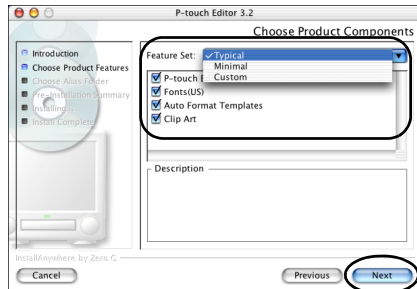 P-touch Editor 3.2
Choose Product Components
Introduction
Choose Product Features
Choose Alias Folder
Pre-Installation Summary
Installing...
Install Complete
Feature Set:
Typical
Minimal
Custom
P-touch E
Fonts(US)
Auto Format Templates
Clip Art
Description
InstallAnywhere by Zero G
Cancel
Previous
Next